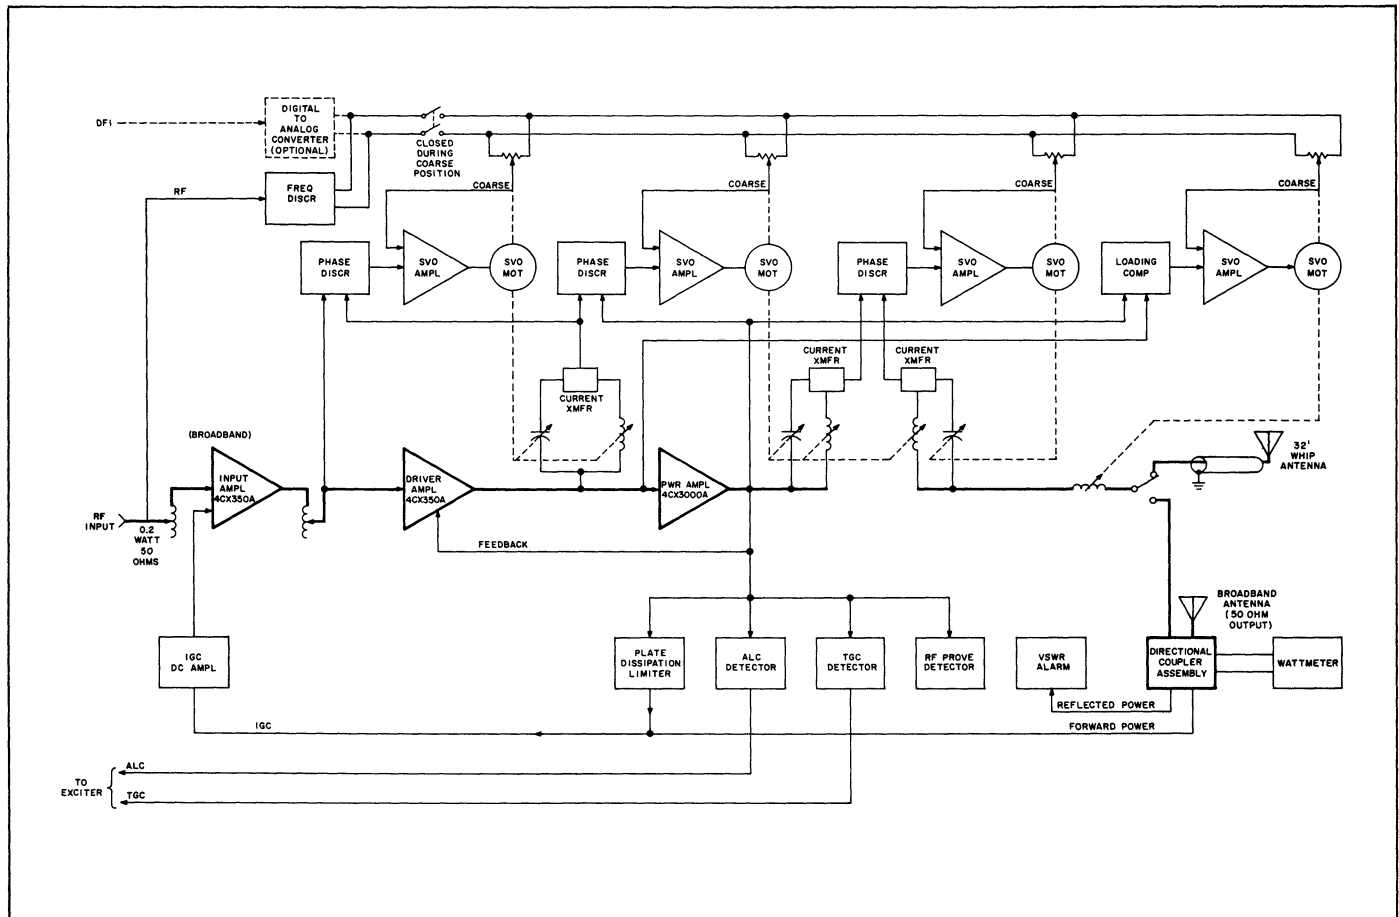 DFI
DIGITAL
TO
ANALOG
CONVERTER
(OPTIONAL)
CLOSED
DURING
COARSE
POSITION
RF
FREQ
DISCR
COARSE
COARSE
COARSE
COARSE
PHASE
DISCR
SVO
AMPL
SVO
MOT
PHASE
DISCR
SVO
AMPL
SVO
MOT
PHASE
DISCR
SVO
AMPL
SVO
MOT
LOADING
COMP
SVO
AMPL
SVO
MOT
CURRENT
XMFR
CURRENT
XMFR
CURRENT
XMFR
(BROADBAND)
INPUT
AMPL
4CX350A
DRIVER
AMPL
4CX350A
PWR AMPL
4CX3000A
32'
WHIP
ANTENNA
RF
INPUT
0.2
WATT
50
OHMS
FEEDBACK
BROADBAND
ANTENNA
(50 OHM
OUTPUT)
IGC
DC AMPL
PLATE
DISSIPATION
LIMITER
ALC
DETECTOR
TGC
DETECTOR
RF PROVE
DETECTOR
VSWR
ALARM
DIRECTIONAL
COUPLER
ASSEMBLY
WATTMETER
REFLECTED POWER
IGC
FORWARD POWER
TO
EXCITER
ALC
TGC